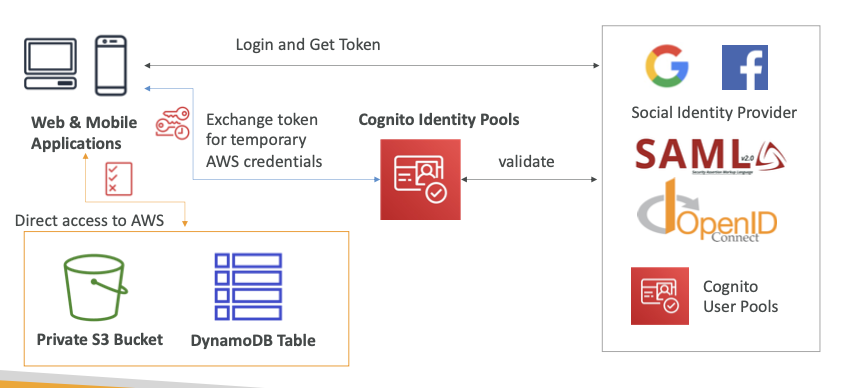 Login and Get Token
Web & Mobile
Applications
Exchange token
for temporary
AWS credentials
Cognito Identity Pools
validate
Social Identity Provider
SAML v2.0
Security Assertion Markup Language
OpenID
Connect
Cognito
User Pools
Direct access to AWS
Private S3 Bucket
DynamoDB Table